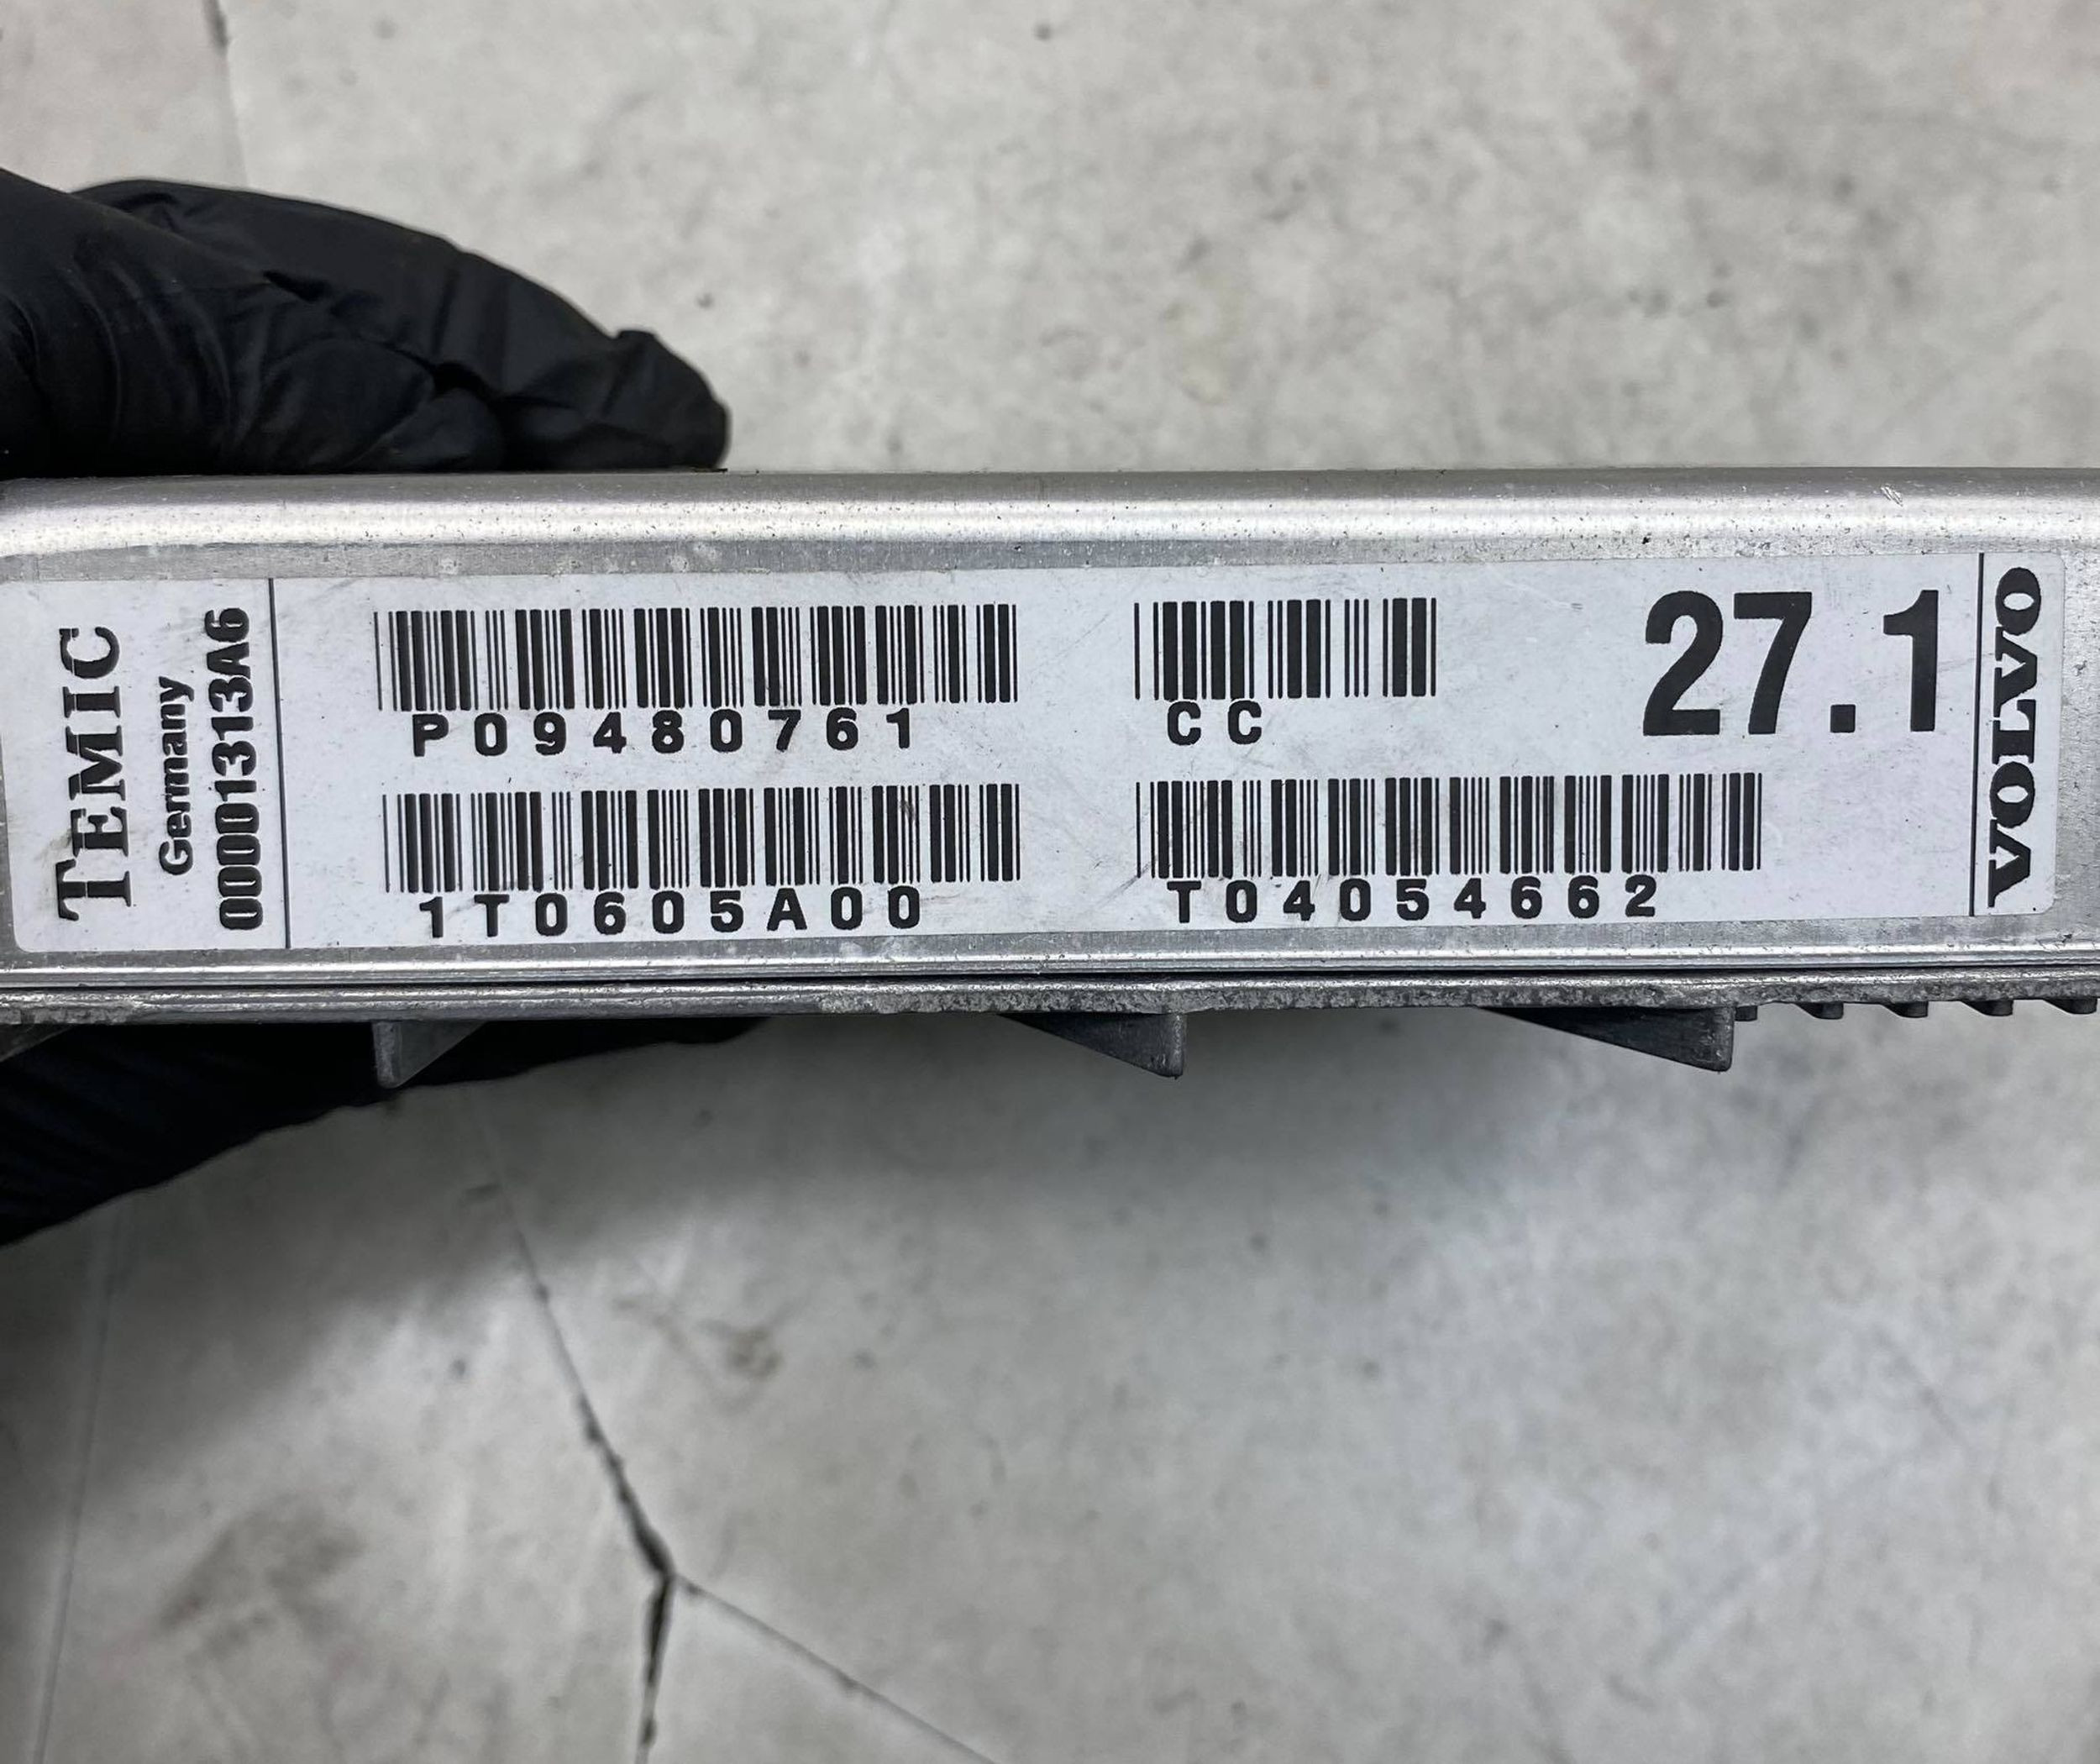 TEMIC
Germany
00001313A6
P09480761
CC
27.1
1T0605A00
T04054662
VOLVO